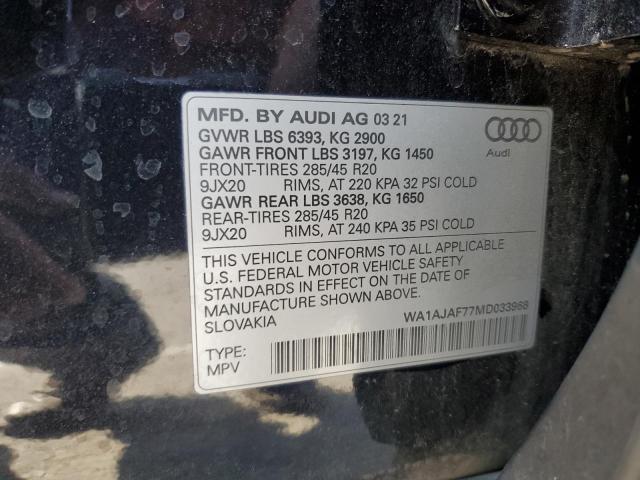 MFD. BY AUDI AG 03 21
GVWR LBS 6393, KG 2900
GAWR FRONT LBS 3197, KG 1450
FRONT-TIRES 285/45 R20
9JX20 RIMS, AT 220 KPA 32 PSI COLD
GAWR REAR LBS 3638, KG 1650
REAR-TIRES 285/45 R20
9JX20 RIMS, AT 240 KPA 35 PSI COLD
Audi
THIS VEHICLE CONFORMS TO ALL APPLICABLE
U.S. FEDERAL MOTOR VEHICLE SAFETY
STANDARDS IN EFFECT ON THE DATE OF
MANUFACTURE SHOWN ABOVE.
SLOVAKIA
WA1AJAF77MD033968
TYPE:
MPV